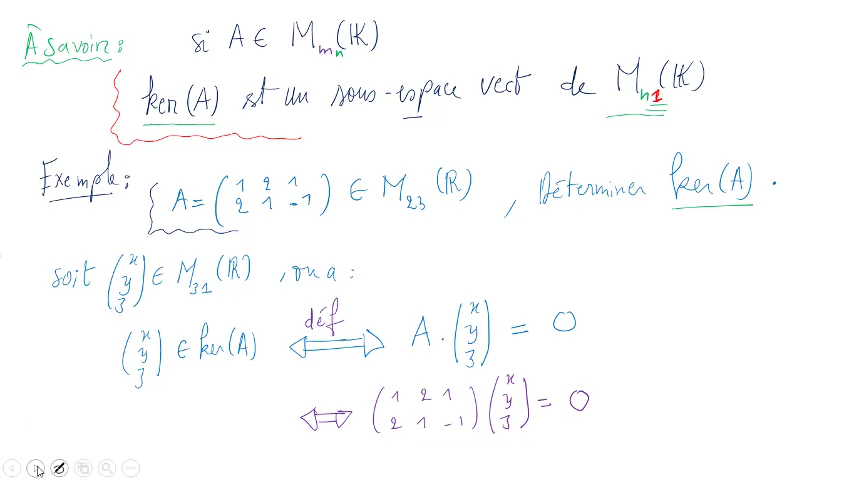 À savoir : si A ∈ M_mn(K)
ker(A) est un sous-espace vect de M_n1(K)
Exemple : A = ( 1 2 1 / 2 1 -1 ) ∈ M_23(R) , Déterminer ker(A) .
soit ( x / y / z ) ∈ M_31(R) , on a :
déf
( x / y / z ) ∈ ker(A) ⟺ A . ( x / y / z ) = 0
⟺ ( 1 2 1 / 2 1 -1 ) ( x / y / z ) = 0